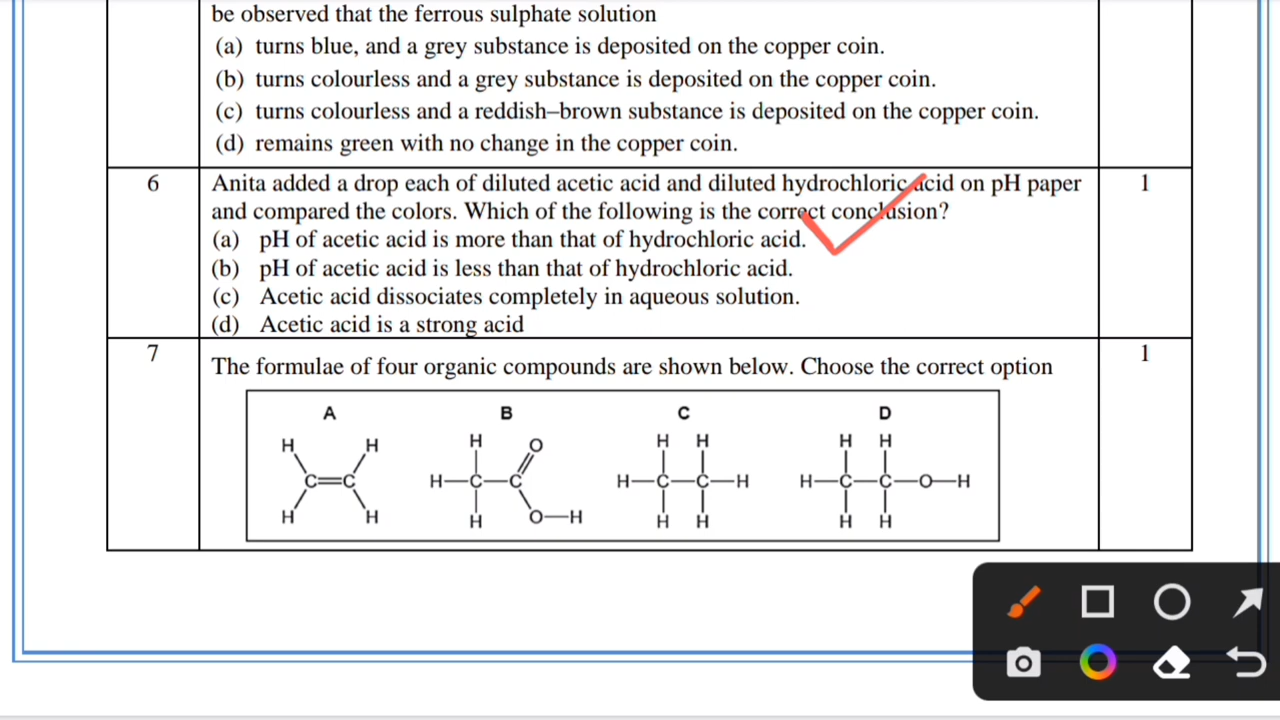 be observed that the ferrous sulphate solution
(a) turns blue, and a grey substance is deposited on the copper coin.
(b) turns colourless and a grey substance is deposited on the copper coin.
(c) turns colourless and a reddish–brown substance is deposited on the copper coin.
(d) remains green with no change in the copper coin.
6 Anita added a drop each of diluted acetic acid and diluted hydrochloric acid on pH paper 1
and compared the colors. Which of the following is the correct conclusion?
(a) pH of acetic acid is more than that of hydrochloric acid.
(b) pH of acetic acid is less than that of hydrochloric acid.
(c) Acetic acid dissociates completely in aqueous solution.
(d) Acetic acid is a strong acid
7 The formulae of four organic compounds are shown below. Choose the correct option 1
A B C D
H H H O H H H H
C=C H—C—C H—C—C—H H—C—C—O—H
H H H O—H H H H H